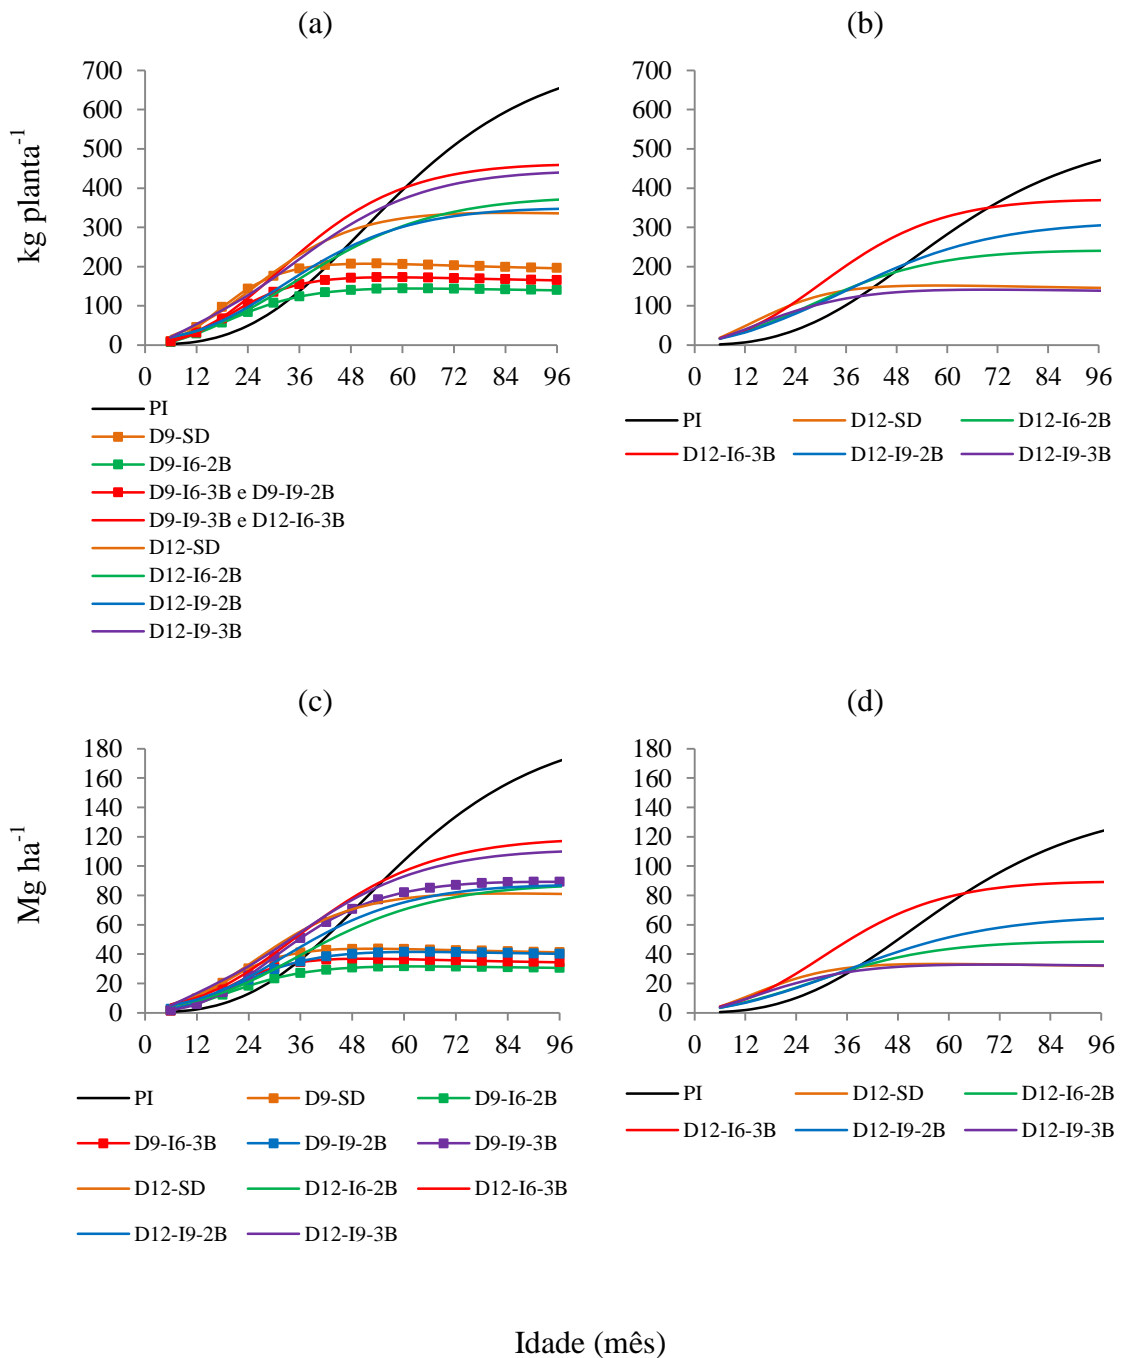 (a)
(b)
kg planta-1
700
600
500
400
300
200
100
0
0 12 24 36 48 60 72 84 96
700
600
500
400
300
200
100
0
0 12 24 36 48 60 72 84 96
PI
D9-SD
D9-I6-2B
D9-I6-3B e D9-I9-2B
D9-I9-3B e D12-I6-3B
D12-SD
D12-I6-2B
D12-I9-2B
D12-I9-3B
PI D12-SD D12-I6-2B
D12-I6-3B D12-I9-2B D12-I9-3B
(c)
(d)
Mg ha-1
180
160
140
120
100
80
60
40
20
0
0 12 24 36 48 60 72 84 96
180
160
140
120
100
80
60
40
20
0
0 12 24 36 48 60 72 84 96
PI D9-SD D9-I6-2B
D9-I6-3B D9-I9-2B D9-I9-3B
D12-SD D12-I6-2B D12-I6-3B
D12-I9-2B D12-I9-3B
PI D12-SD D12-I6-2B
D12-I6-3B D12-I9-2B D12-I9-3B
Idade (mês)